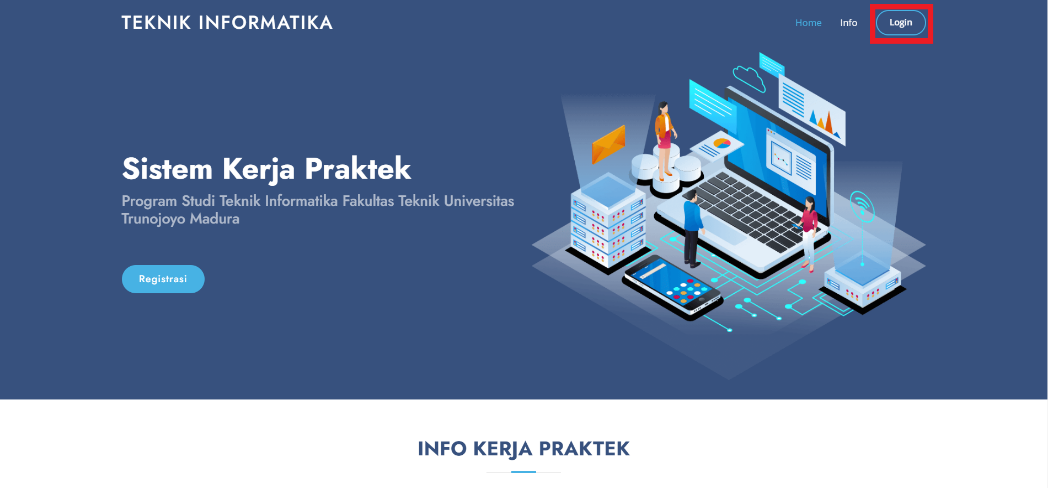 TEKNIK INFORMATIKA
Home Info Login
Sistem Kerja Praktek
Program Studi Teknik Informatika Fakultas Teknik Universitas
Trunojoyo Madura
Registrasi
INFO KERJA PRAKTEK